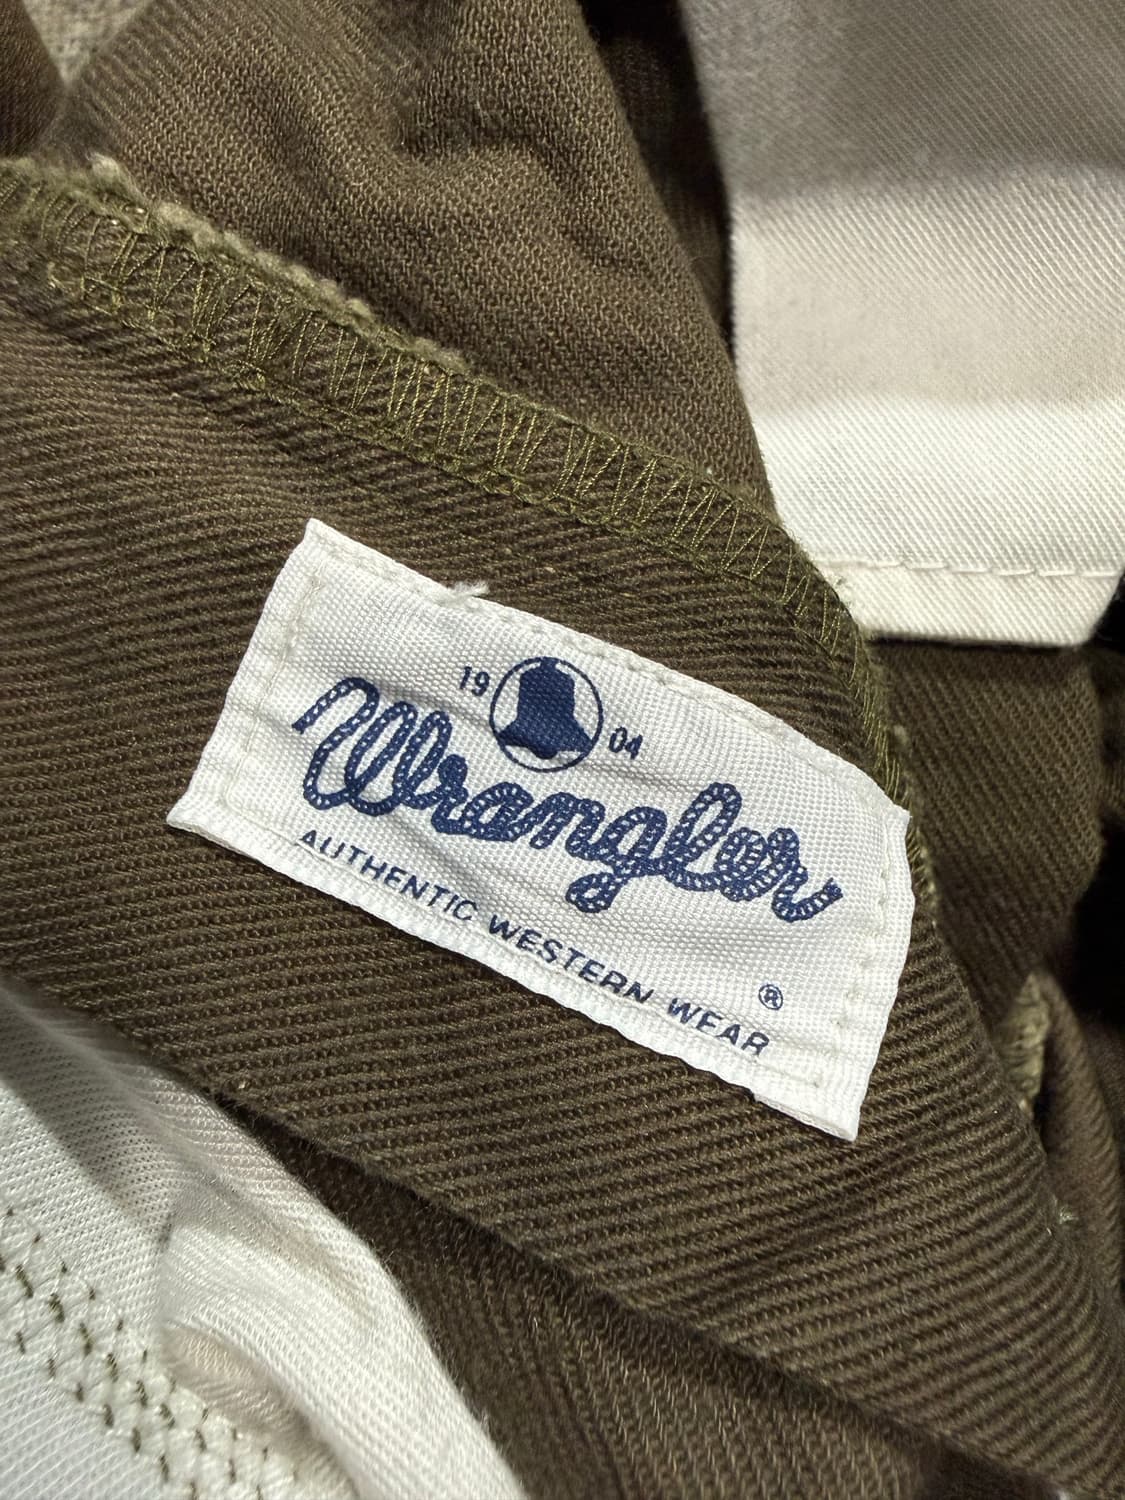 19 04
Wrangler
AUTHENTIC WESTERN WEAR ®